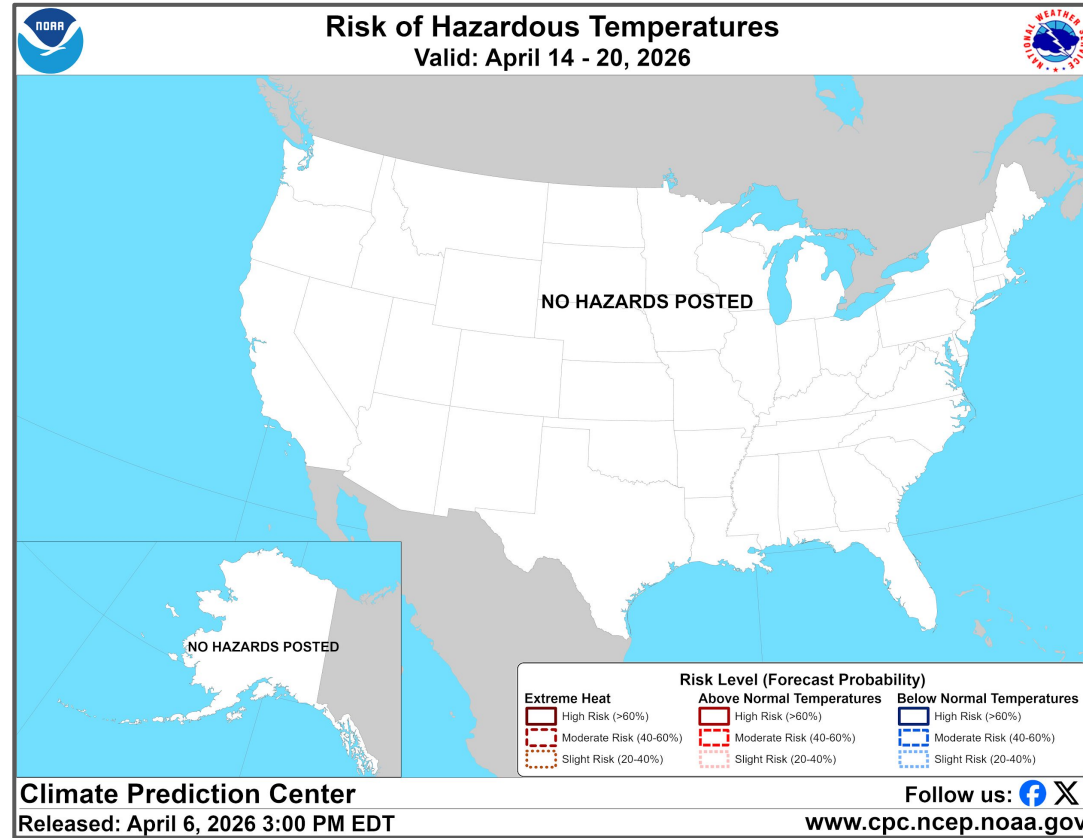 NOAA
Risk of Hazardous Temperatures
Valid: April 14 - 20, 2026
NATIONAL WEATHER SERVICE
NO HAZARDS POSTED
NO HAZARDS POSTED
Risk Level (Forecast Probability)
Extreme Heat
High Risk (>60%)
Moderate Risk (40-60%)
Slight Risk (20-40%)
Above Normal Temperatures
High Risk (>60%)
Moderate Risk (40-60%)
Slight Risk (20-40%)
Below Normal Temperatures
High Risk (>60%)
Moderate Risk (40-60%)
Slight Risk (20-40%)
Climate Prediction Center
Follow us:
Released: April 6, 2026 3:00 PM EDT
www.cpc.ncep.noaa.gov